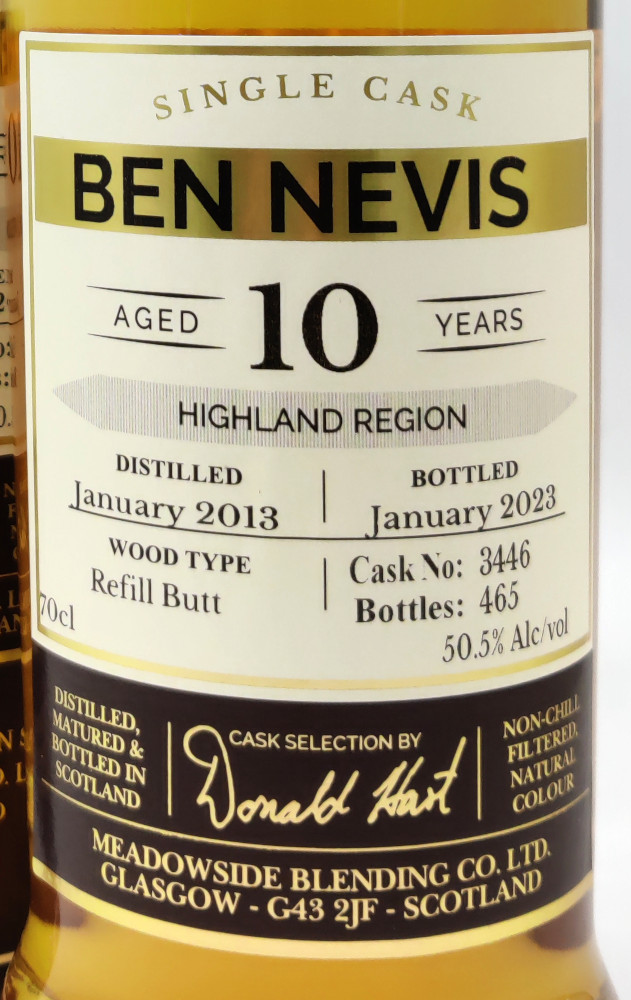 SINGLE CASK
BEN NEVIS
AGED 10 YEARS
HIGHLAND REGION
DISTILLED
January 2013
BOTTLED
January 2023
WOOD TYPE
Refill Butt
Cask No: 3446
Bottles: 465
70cl
50.5% Alc/vol
DISTILLED,
MATURED &
BOTTLED IN
SCOTLAND
CASK SELECTION BY
Donald Hart
NON-CHILL
FILTERED,
NATURAL
COLOUR
MEADOWSIDE BLENDING CO. LTD.
GLASGOW - G43 2JF - SCOTLAND